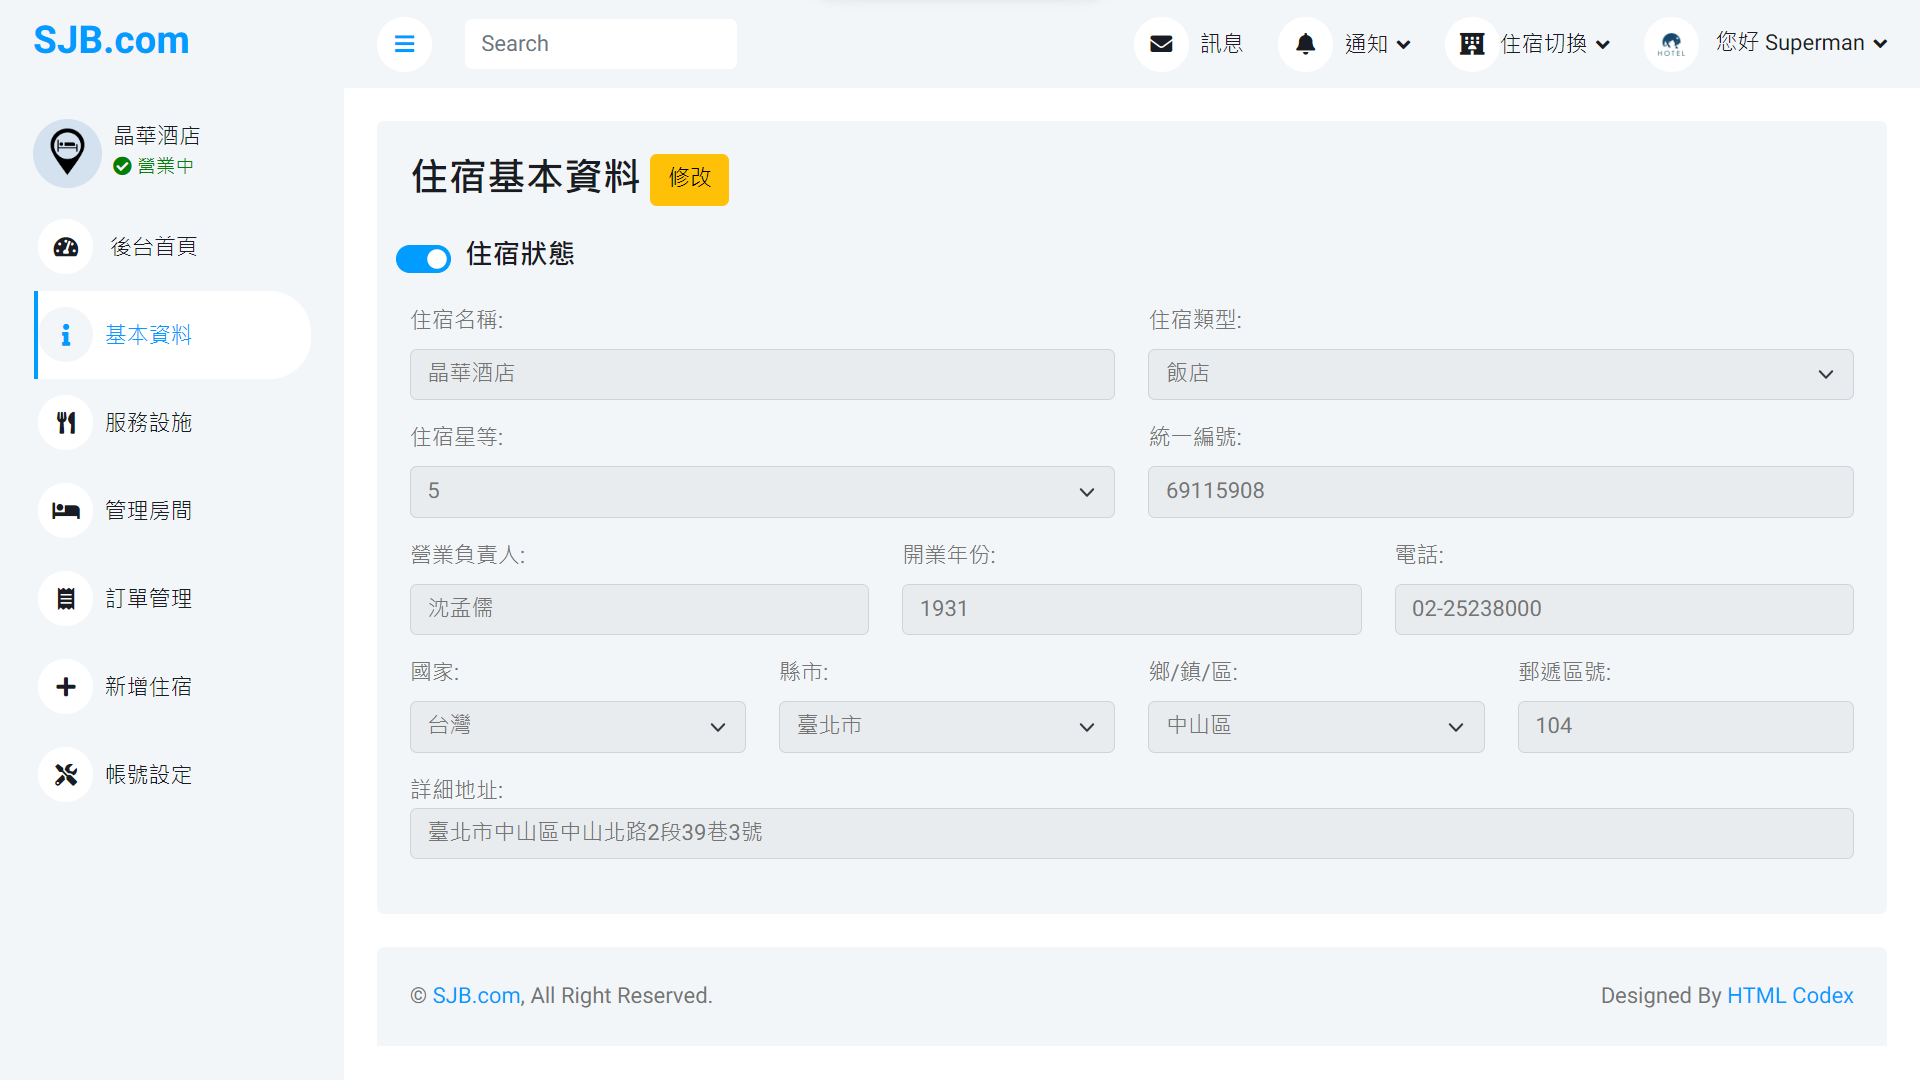 SJB.com
Search
訊息
通知
住宿切換
HOTEL
您好 Superman
晶華酒店
營業中
後台首頁
基本資料
服務設施
管理房間
訂單管理
新增住宿
帳號設定
住宿基本資料 修改
住宿狀態
住宿名稱: 住宿類型:
晶華酒店 飯店
住宿星等: 統一編號:
5 69115908
營業負責人: 開業年份: 電話:
沈孟儒 1931 02-25238000
國家: 縣市: 鄉/鎮/區: 郵遞區號:
台灣 臺北市 中山區 104
詳細地址:
臺北市中山區中山北路2段39巷3號
© SJB.com, All Right Reserved.
Designed By HTML Codex